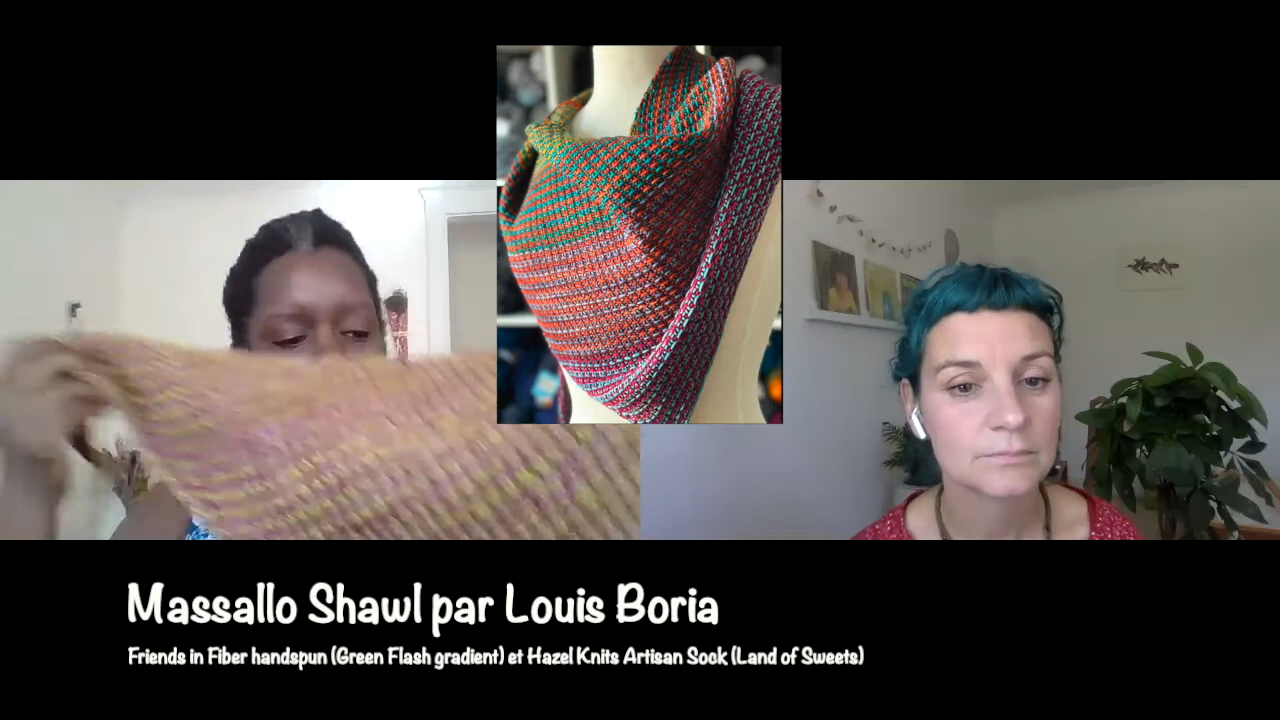 Massallo Shawl par Louis Boria
Friends in Fiber handspun (Green Flash gradient) et Hazel Knits Artisan Sock (Land of Sweets)